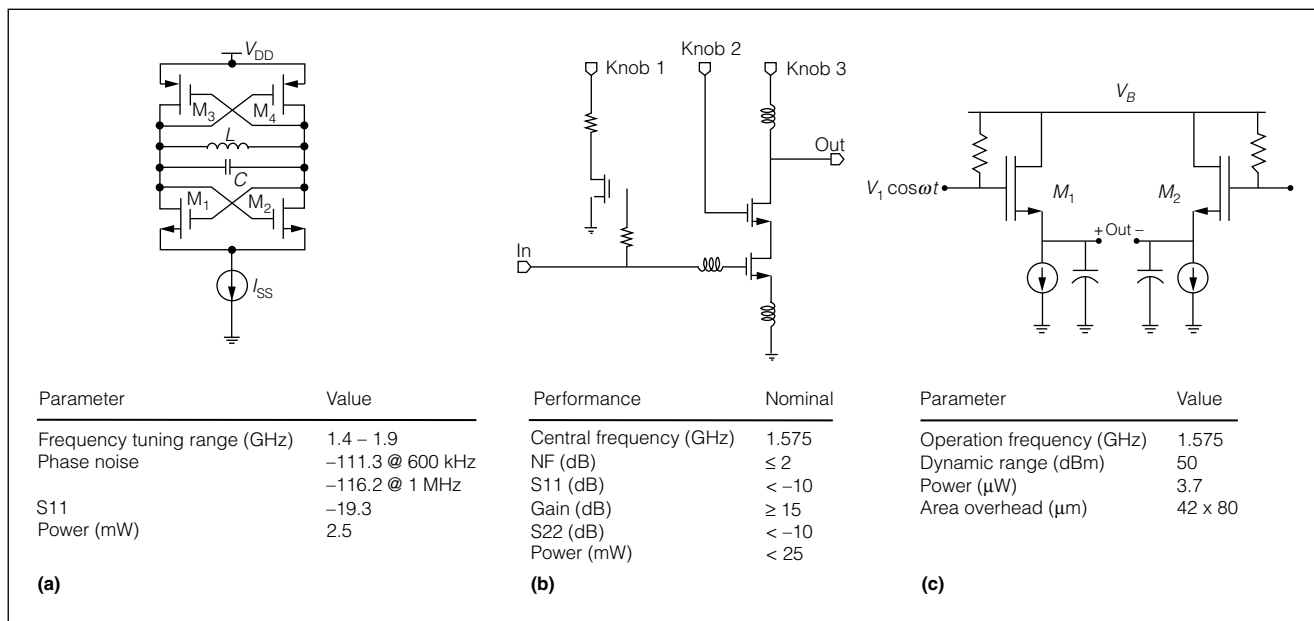 V_DD
M3
M4
L
C
M1
M2
I_SS
Parameter Value
Frequency tuning range (GHz) 1.4 – 1.9
Phase noise –111.3 @ 600 kHz
–116.2 @ 1 MHz
S11 –19.3
Power (mW) 2.5
(a)
Knob 1
Knob 2
Knob 3
Out
In
Performance Nominal
Central frequency (GHz) 1.575
NF (dB) ≤ 2
S11 (dB) < –10
Gain (dB) ≥ 15
S22 (dB) < –10
Power (mW) < 25
(b)
V_B
V_1 cosωt
M_1
M_2
+ Out –
Parameter Value
Operation frequency (GHz) 1.575
Dynamic range (dBm) 50
Power (μW) 3.7
Area overhead (μm) 42 x 80
(c)